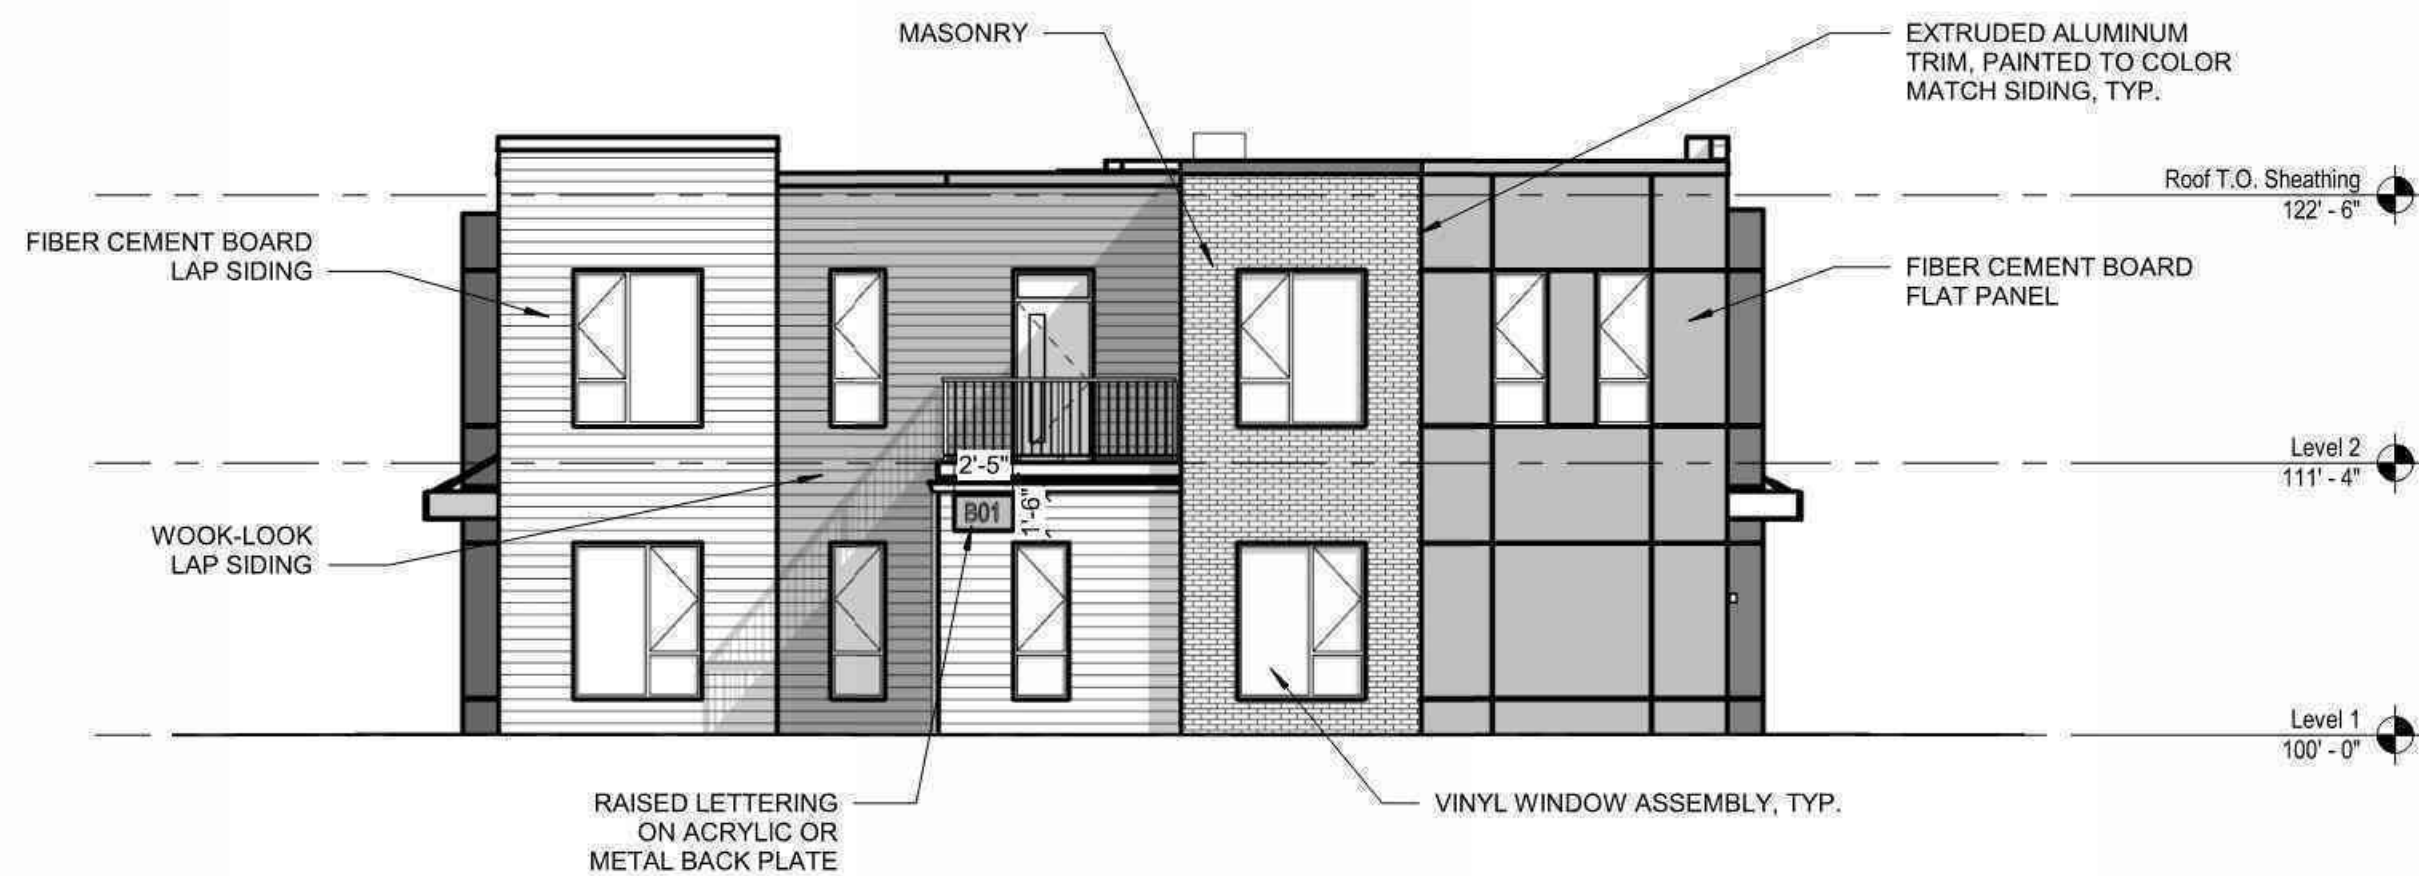 MASONRY
EXTRUDED ALUMINUM
TRIM, PAINTED TO COLOR
MATCH SIDING, TYP.
Roof T.O. Sheathing
122' - 6"
FIBER CEMENT BOARD
LAP SIDING
FIBER CEMENT BOARD
FLAT PANEL
Level 2
111' - 4"
2'-5"
1'-6"
B01
WOOK-LOOK
LAP SIDING
Level 1
100' - 0"
RAISED LETTERING
ON ACRYLIC OR
METAL BACK PLATE
VINYL WINDOW ASSEMBLY, TYP.